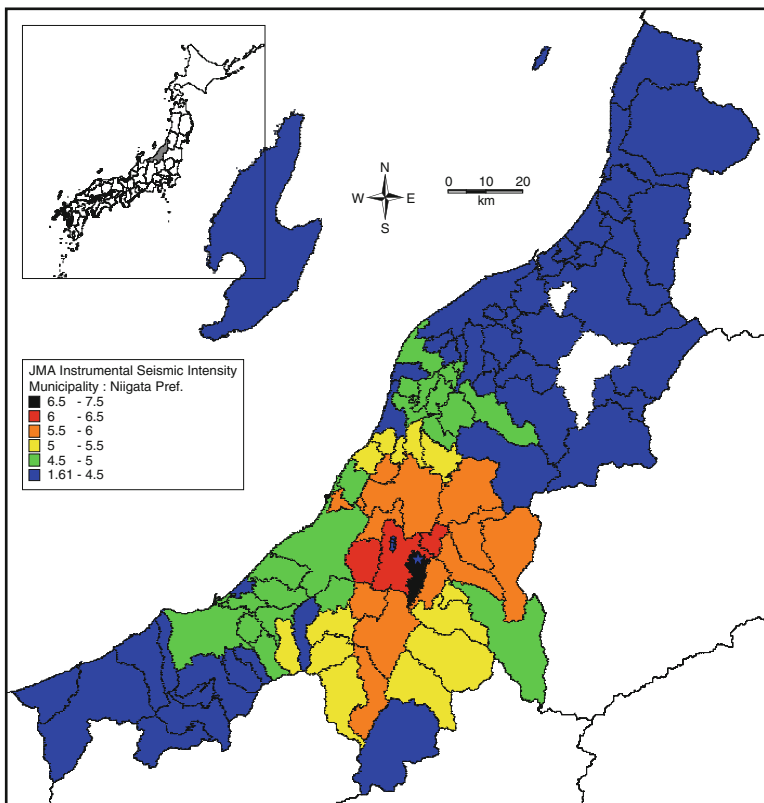 N
W E
S
0 10 20
km
JMA Instrumental Seismic Intensity
Municipality : Niigata Pref.
6.5 - 7.5
6 - 6.5
5.5 - 6
5 - 5.5
4.5 - 5
1.61 - 4.5